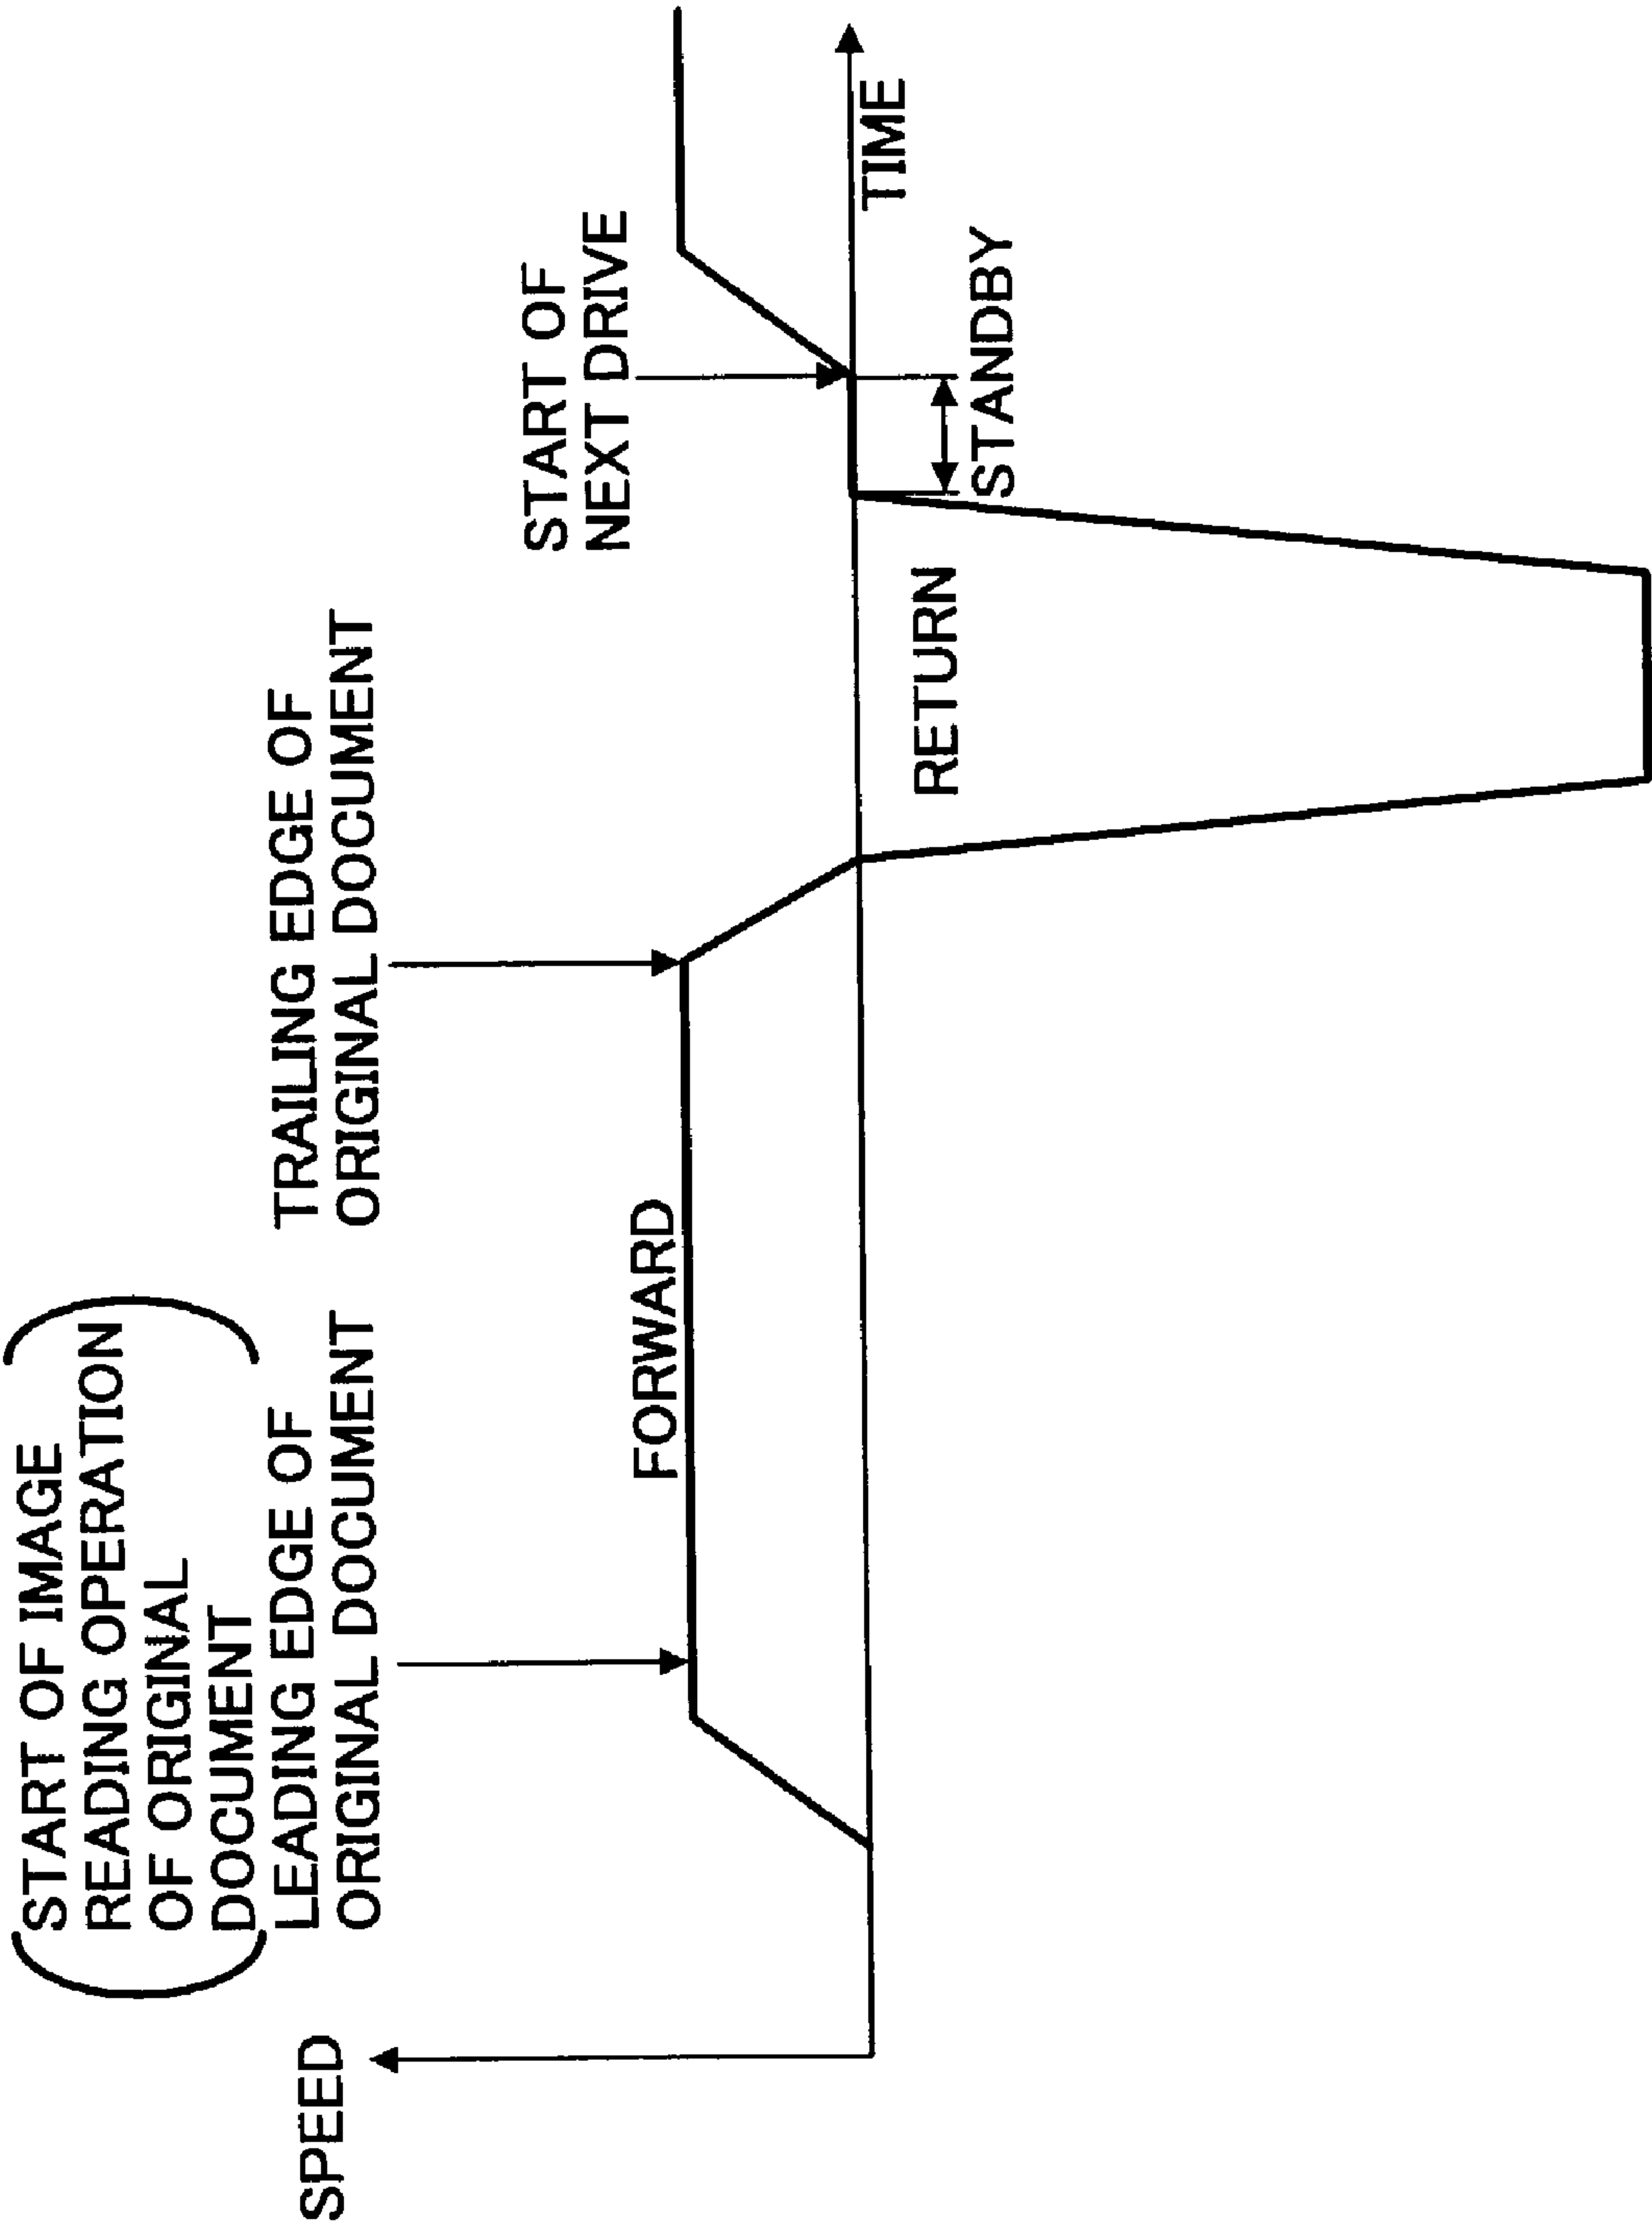 START OF IMAGE
READING OPERATION
OF ORIGINAL
DOCUMENT
LEADING EDGE OF
ORIGINAL DOCUMENT
TRAILING EDGE OF
ORIGINAL DOCUMENT
START OF
NEXT DRIVE
SPEED
FORWARD
RETURN
STANDBY
TIME